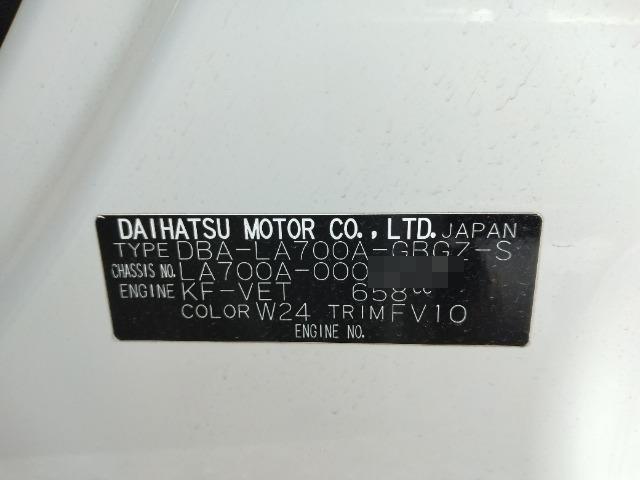 DAIHATSU MOTOR CO., LTD. JAPAN
TYPE DBA-LA700A-GBGZ-S
CHASSIS NO. LA700A-000
ENGINE KF-VET 658cc
COLOR W24 TRIM FV10
ENGINE NO.